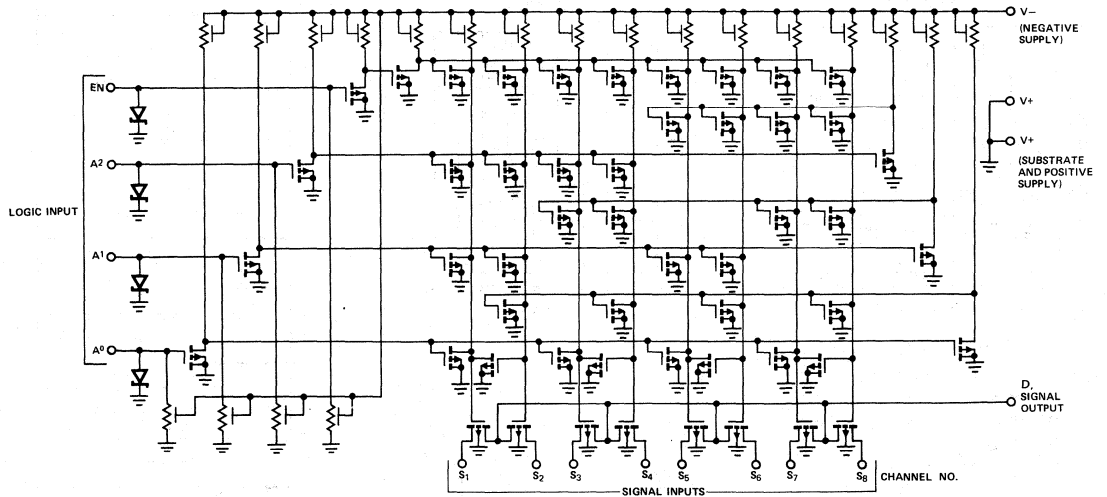 V−
(NEGATIVE
SUPPLY)
EN
V+
V+
(SUBSTRATE
AND POSITIVE
SUPPLY)
A2
LOGIC INPUT
A1
A0
D,
SIGNAL
OUTPUT
S1 S2 S3 S4 S5 S6 S7 S8
CHANNEL NO.
SIGNAL INPUTS